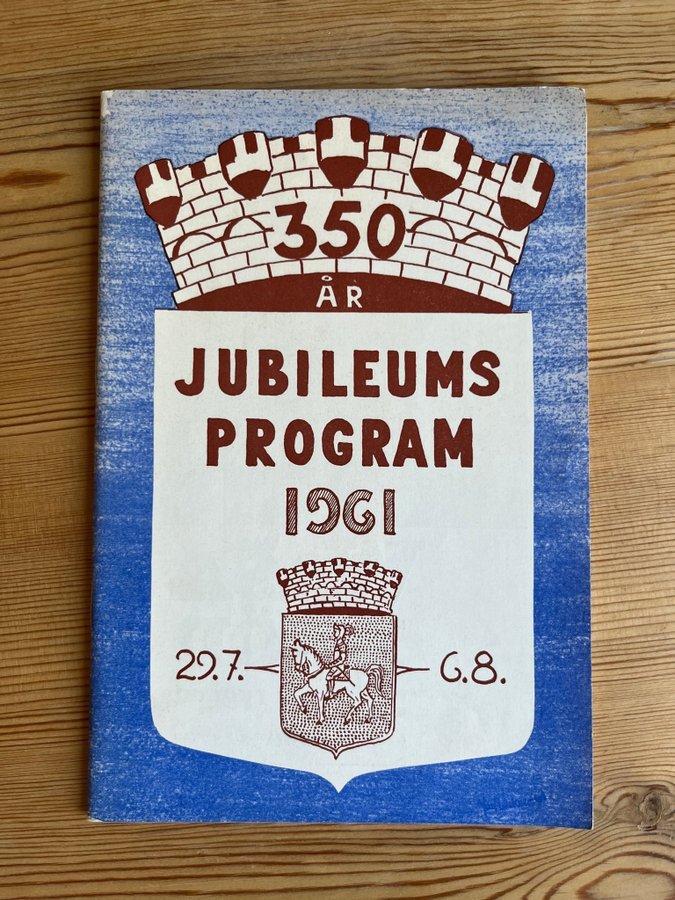 350
ÅR
JUBILEUMS
PROGRAM
1961
29.7. 6.8.